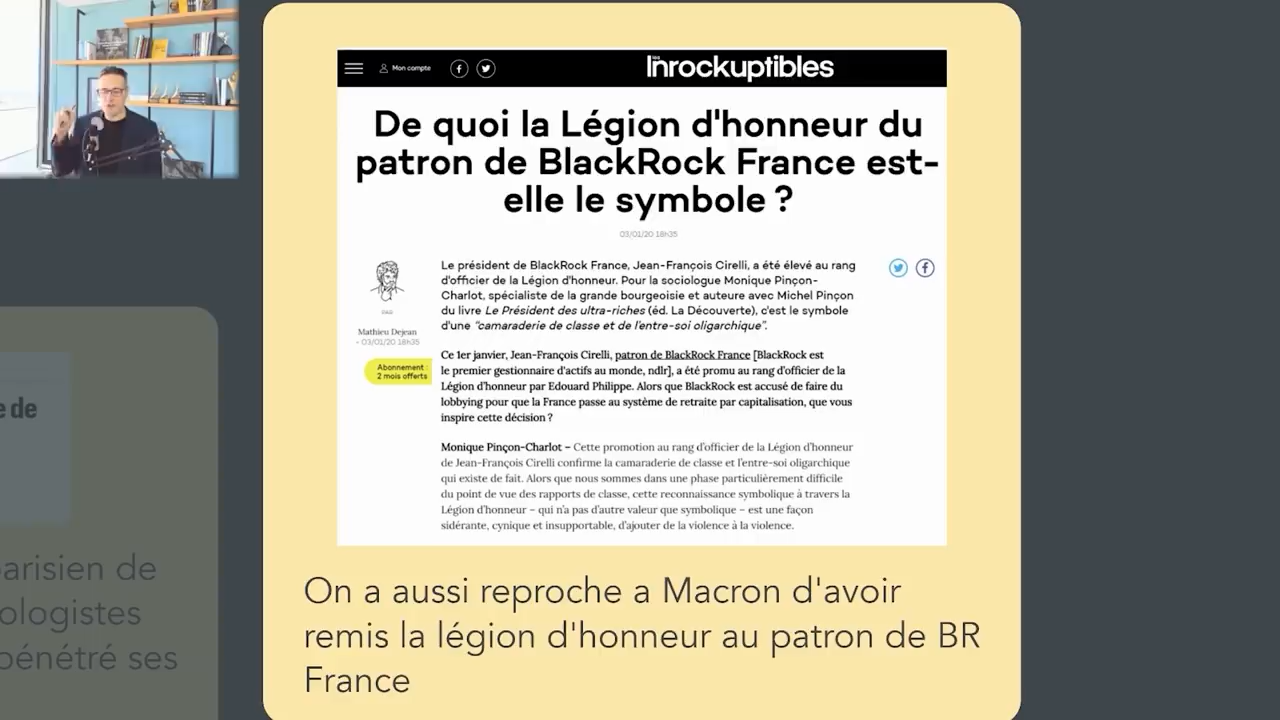 Mon compte
les Inrockuptibles
De quoi la Légion d'honneur du
patron de BlackRock France est-
elle le symbole ?
03/01/20 18h35
Le président de BlackRock France, Jean-François Cirelli, a été élevé au rang
d'officier de la Légion d'honneur. Pour la sociologue Monique Pinçon-
Charlot, spécialiste de la grande bourgeoisie et auteure avec Michel Pinçon
du livre Le Président des ultra-riches (éd. La Découverte), c'est le symbole
d'une "camaraderie de classe et de l'entre-soi oligarchique".
PAR
Mathieu Dejean
- 03/01/20 18h35
Abonnement :
2 mois offerts
Ce 1er janvier, Jean-François Cirelli, patron de BlackRock France [BlackRock est
le premier gestionnaire d'actifs au monde, ndlr], a été promu au rang d'officier de la
Légion d'honneur par Edouard Philippe. Alors que BlackRock est accusé de faire du
lobbying pour que la France passe au système de retraite par capitalisation, que vous
inspire cette décision ?
Monique Pinçon-Charlot – Cette promotion au rang d'officier de la Légion d'honneur
de Jean-François Cirelli confirme la camaraderie de classe et l'entre-soi oligarchique
qui existe de fait. Alors que nous sommes dans une phase particulièrement difficile
du point de vue des rapports de classe, cette reconnaissance symbolique à travers la
Légion d'honneur – qui n'a pas d'autre valeur que symbolique – est une façon
sidérante, cynique et insupportable, d'ajouter de la violence à la violence.
On a aussi reproche a Macron d'avoir
remis la légion d'honneur au patron de BR
France
e de
parisien de
ologistes
pénétré ses